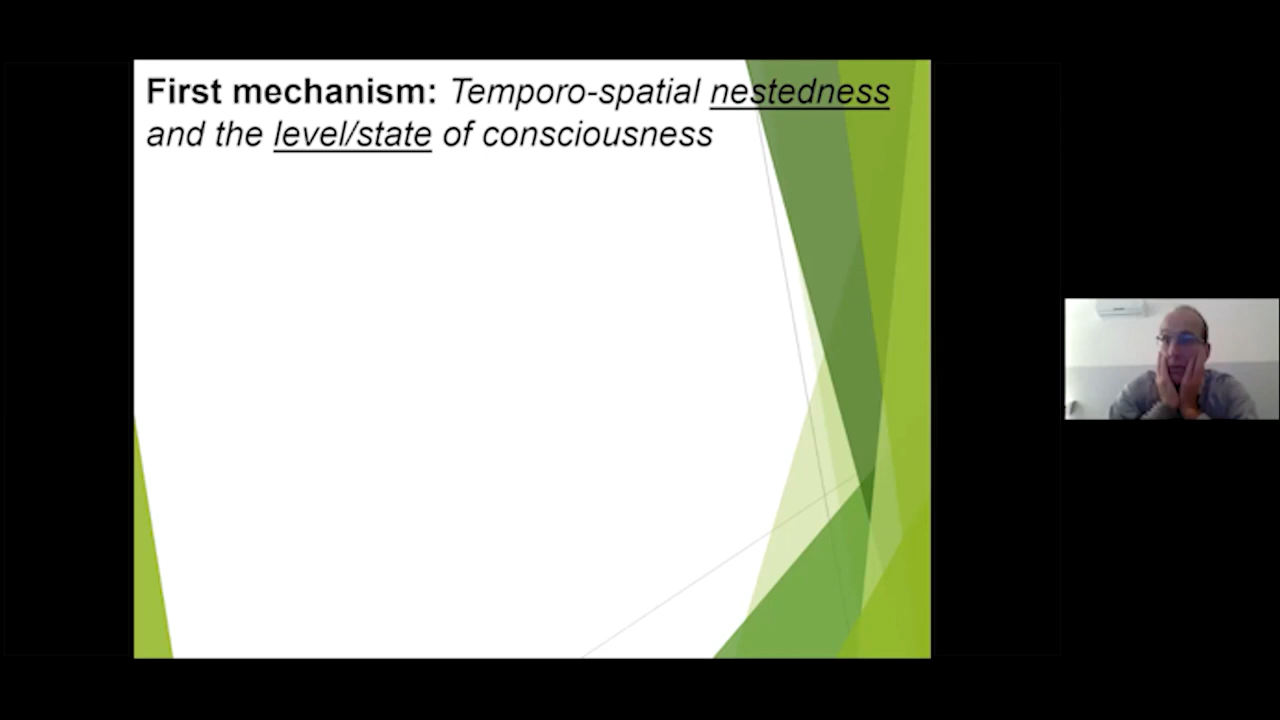 First mechanism: Temporo-spatial nestedness
and the level/state of consciousness